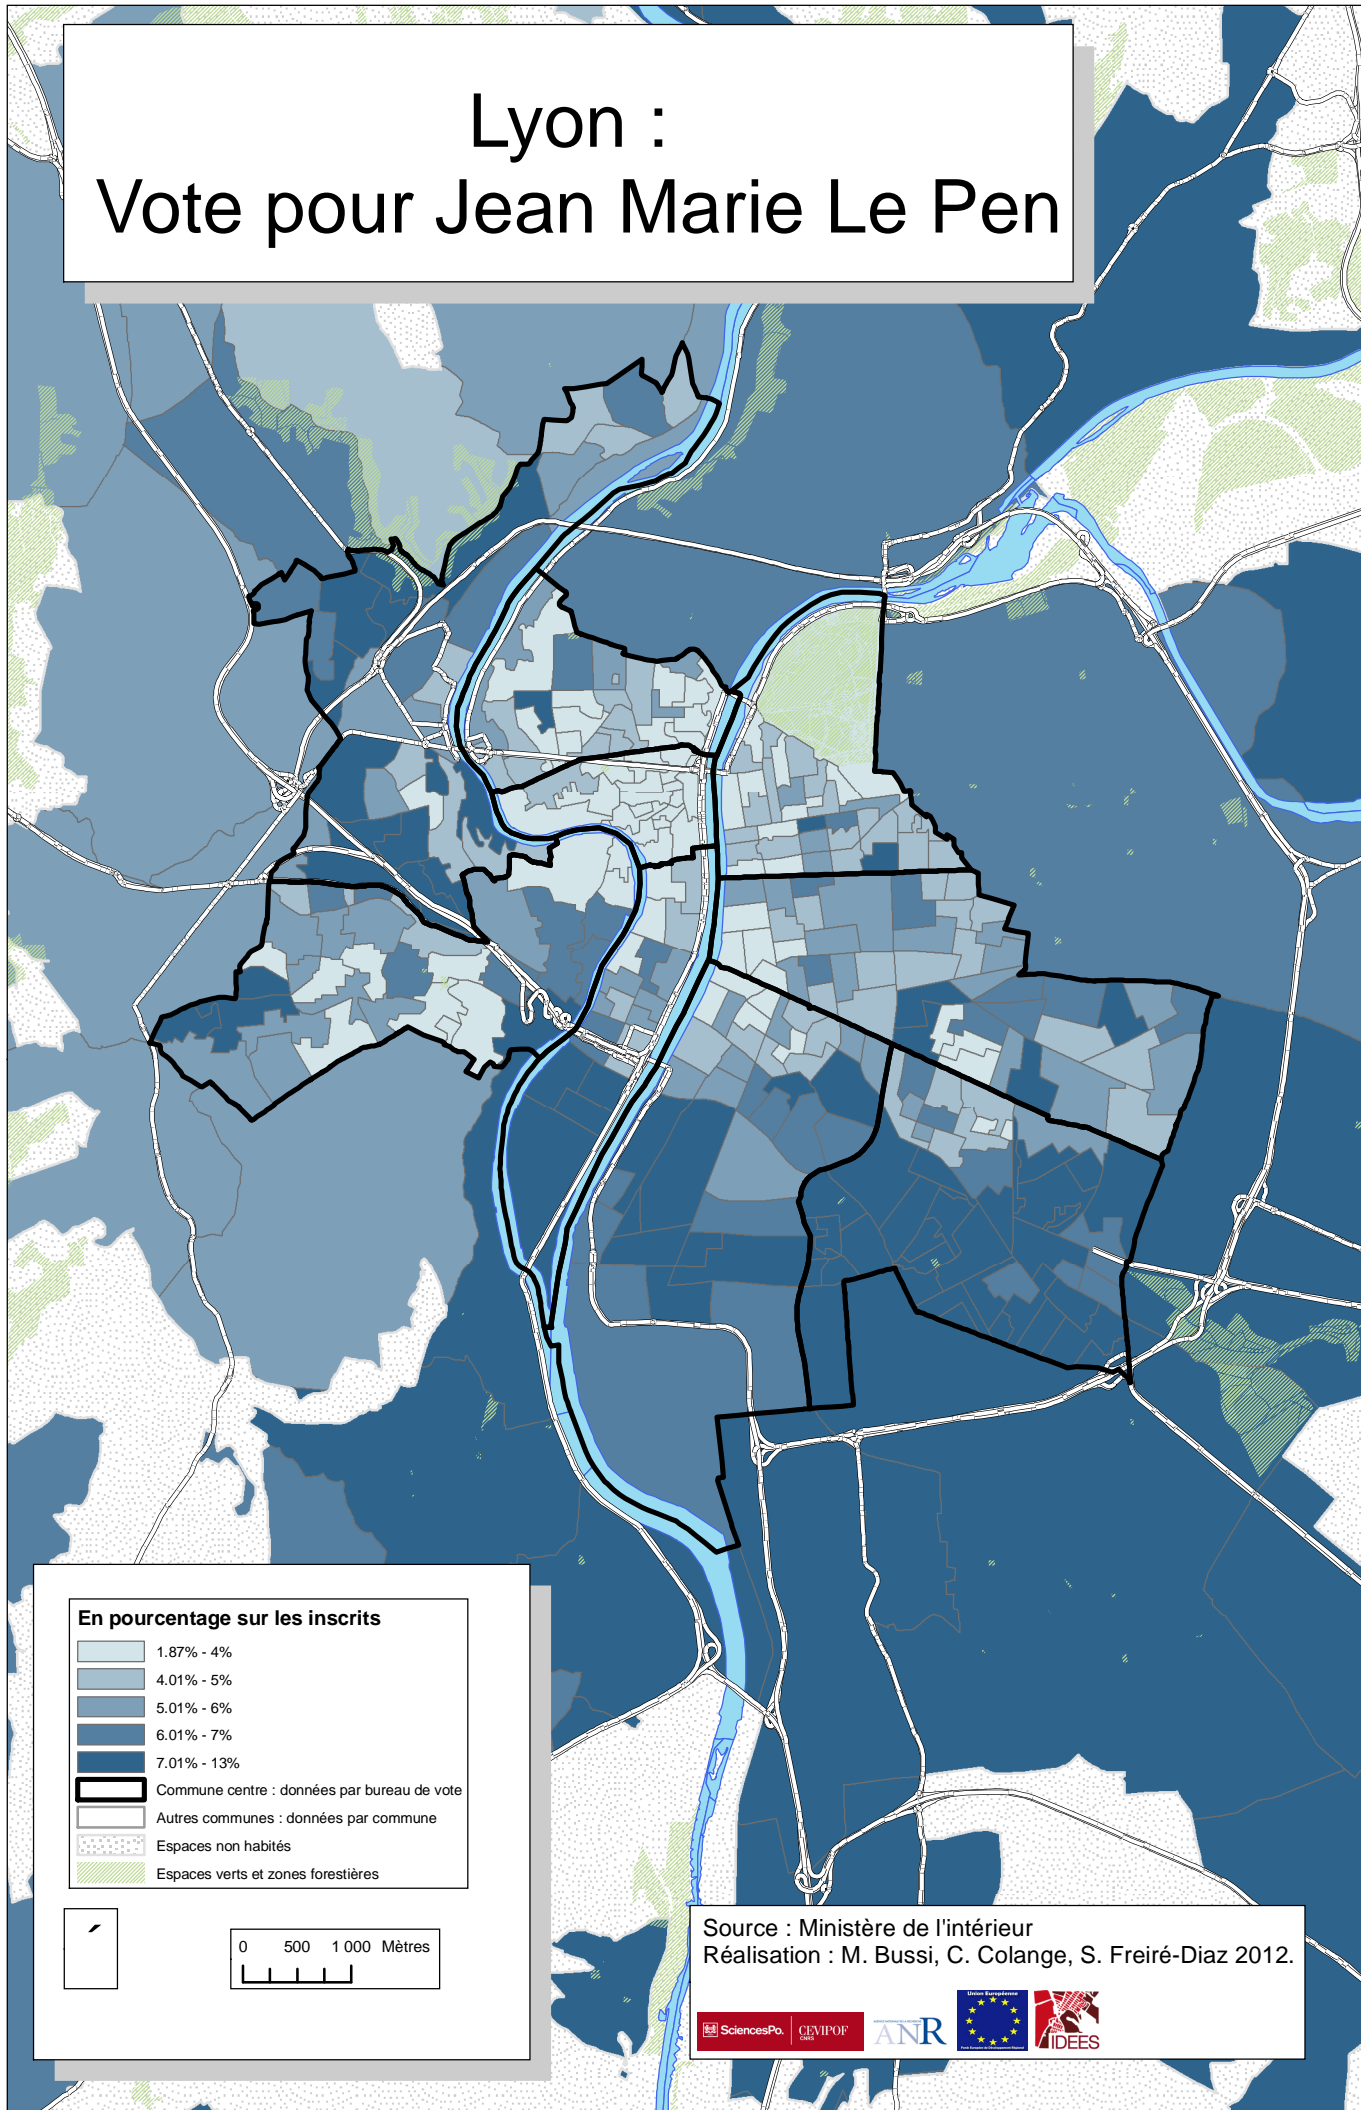 Lyon :
Vote pour Jean Marie Le Pen
En pourcentage sur les inscrits
1.87% - 4%
4.01% - 5%
5.01% - 6%
6.01% - 7%
7.01% - 13%
Commune centre : données par bureau de vote
Autres communes : données par commune
Espaces non habités
Espaces verts et zones forestières
0 500 1 000 Mètres
Source : Ministère de l'intérieur
Réalisation : M. Bussi, C. Colange, S. Freiré-Diaz 2012.
SciencesPo.
CEVIPOF
CNRS
ANR
Union Européenne
IDEES